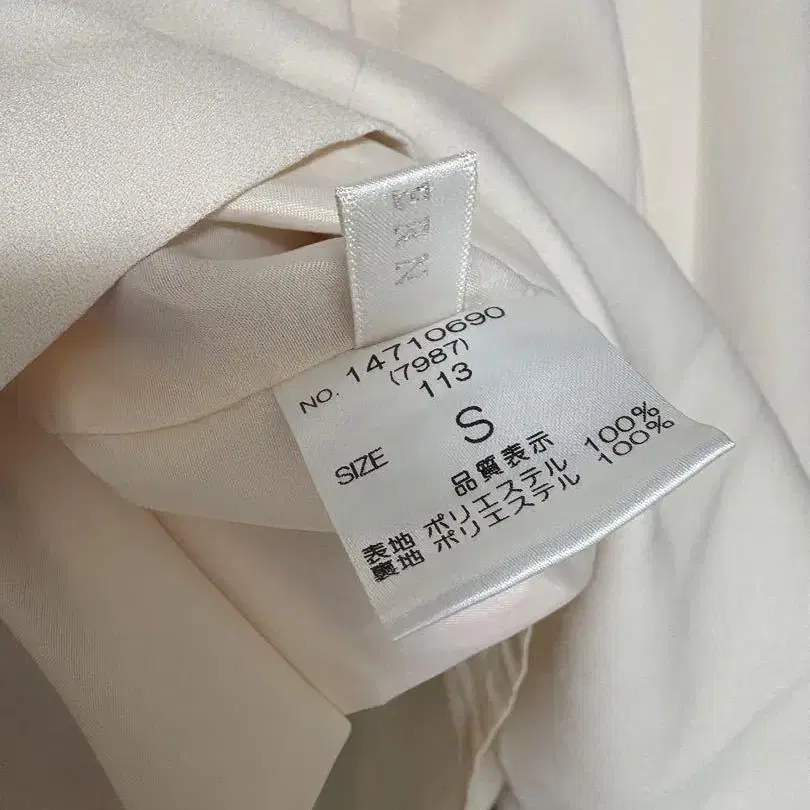 ERN
NO. 14710690
(7987)
113
SIZE S
品質表示
表地 ポリエステル 100%
裏地 ポリエステル 100%